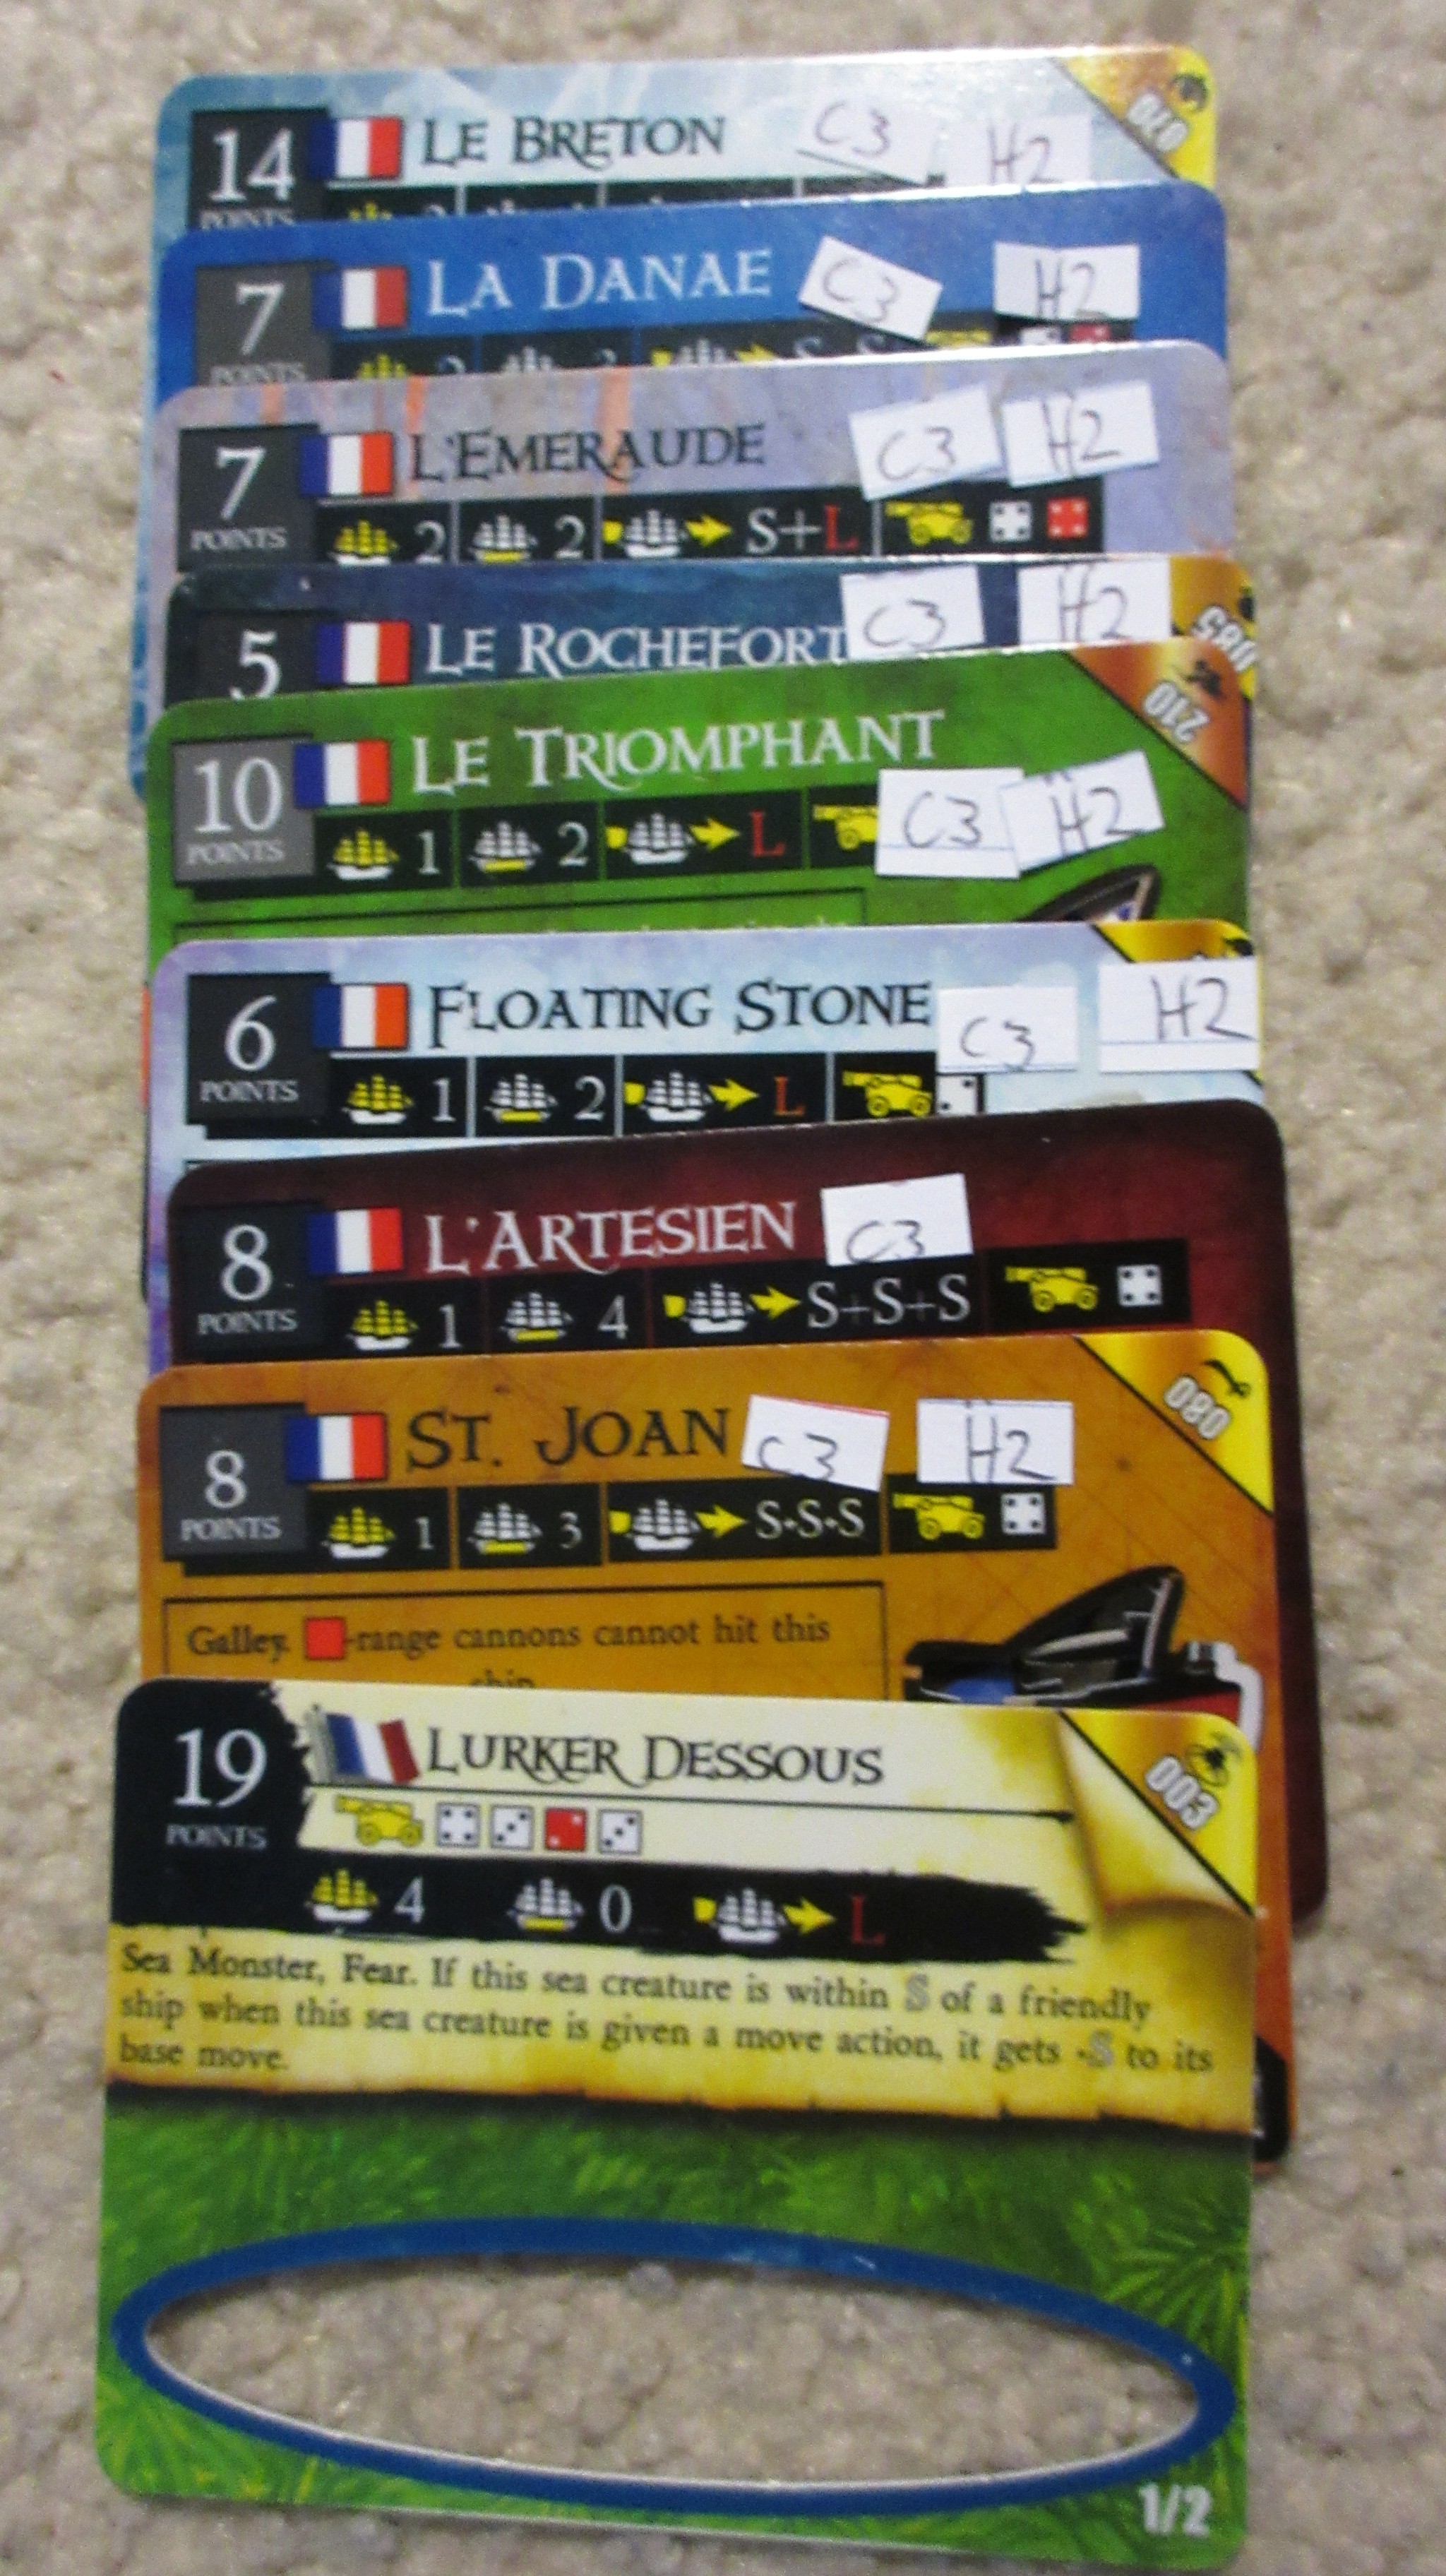 14 LE BRETON C3 H2 070
POINTS
7 LA DANAE C3 H2
POINTS
7 L'EMERAUDE C3 H2
POINTS 2 2 S+L
5 LE ROCHEFORT C3 H2 085
10 LE TRIOMPHANT 210
POINTS 1 2 L C3 H2
6 FLOATING STONE C3 H2
POINTS 1 2 L
8 L'ARTESIEN C3
POINTS 1 4 S+S+S
8 ST. JOAN C3 H2 080
POINTS 1 3 S+S+S
Galley. -range cannons cannot hit this
ship
19 LURKER DESSOUS 003
POINTS
4 0 L
Sea Monster, Fear. If this sea creature is within S of a friendly
ship when this sea creature is given a move action, it gets +S to its
base move.
1/2